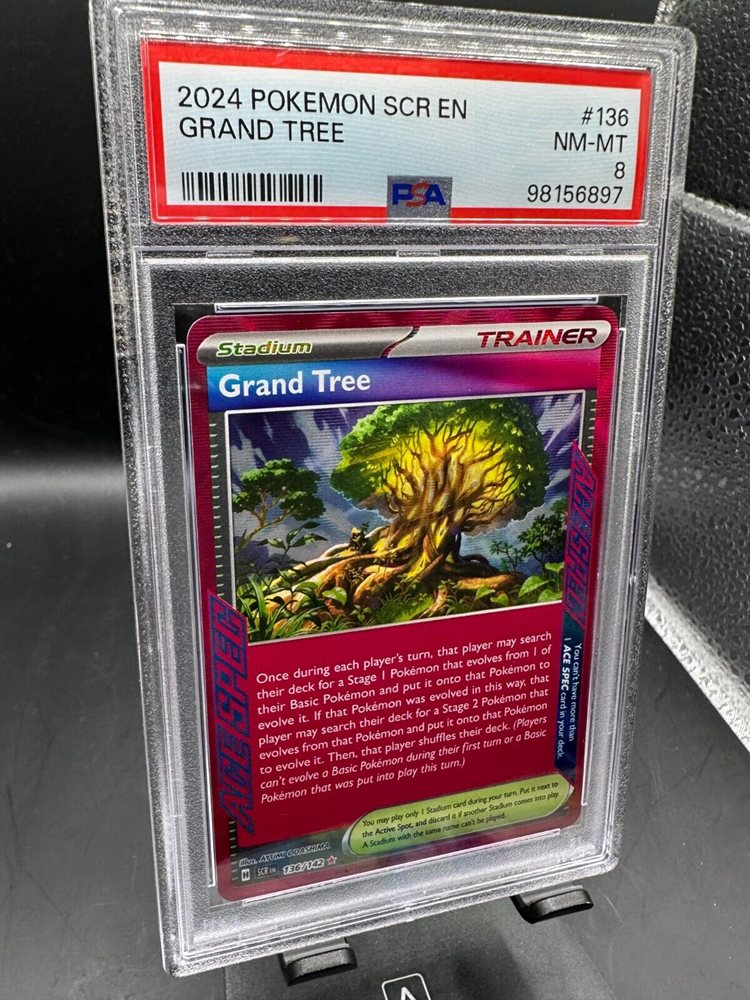 2024 POKEMON SCR EN
GRAND TREE
#136
NM-MT
8
98156897
PSA
Stadium
TRAINER
Grand Tree
ACE SPEC
ACE SPEC
Once during each player's turn, that player may search
their deck for a Stage 1 Pokémon that evolves from 1 of
their Basic Pokémon and put it onto that Pokémon to
evolve it. If that Pokémon was evolved in this way, that
player may search their deck for a Stage 2 Pokémon that
evolves from that Pokémon and put it onto that Pokémon
to evolve it. Then, that player shuffles their deck. (Players
can't evolve a Basic Pokémon during their first turn or a Basic
Pokémon that was put into play this turn.)
You can't have more than
1 ACE SPEC card in your deck.
You may play only 1 Stadium card during your turn. Put it next to
the Active Spot, and discard it if another Stadium comes into play.
A Stadium with the same name can't be played.
Illus. AYUMI ODASHIMA
H SCR EN 136/142 ★